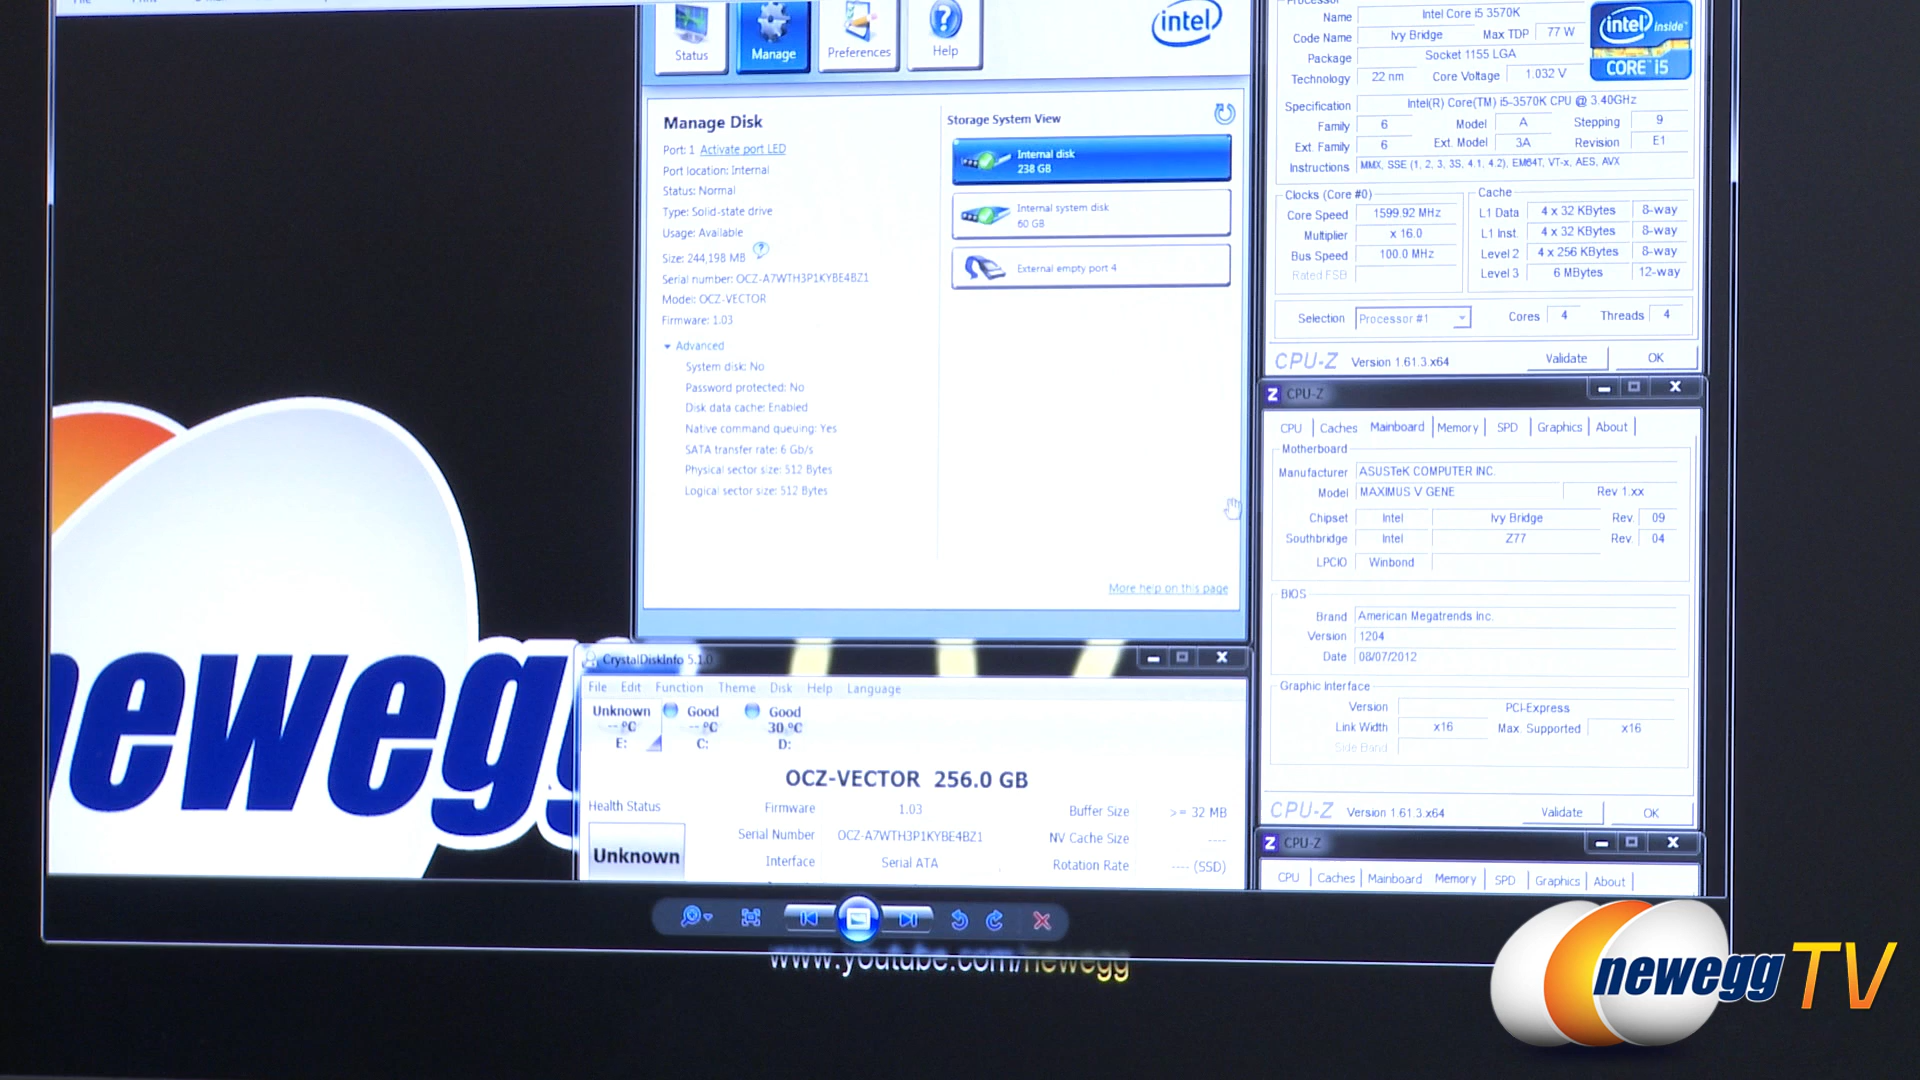 Status
Manage
Preferences
Help
intel
Manage Disk
Port: 1 Activate port LED
Port location: Internal
Status: Normal
Type: Solid-state drive
Usage: Available
Size: 244,198 MB
Serial number: OCZ-A7WTH3P1KYBE4BZ1
Model: OCZ-VECTOR
Firmware: 1.03
Advanced
System disk: No
Password protected: No
Disk data cache: Enabled
Native command queuing: Yes
SATA transfer rate: 6 Gb/s
Physical sector size: 512 Bytes
Logical sector size: 512 Bytes
Storage System View
Internal disk
238 GB
Internal system disk
60 GB
External empty port 4
More help on this page
Processor
Name Intel Core i5 3570K
Code Name Ivy Bridge Max TDP 77 W
Package Socket 1155 LGA
Technology 22 nm Core Voltage 1.032 V
intel inside
CORE i5
Specification Intel(R) Core(TM) i5-3570K CPU @ 3.40GHz
Family 6 Model A Stepping 9
Ext. Family 6 Ext. Model 3A Revision E1
Instructions MMX, SSE (1, 2, 3, 3S, 4.1, 4.2), EM64T, VT-x, AES, AVX
Clocks (Core #0)
Core Speed 1599.92 MHz
Multiplier x 16.0
Bus Speed 100.0 MHz
Rated FSB
Cache
L1 Data 4 x 32 KBytes 8-way
L1 Inst. 4 x 32 KBytes 8-way
Level 2 4 x 256 KBytes 8-way
Level 3 6 MBytes 12-way
Selection Processor #1 Cores 4 Threads 4
CPU-Z Version 1.61.3.x64 Validate OK
CPU-Z
CPU Caches Mainboard Memory SPD Graphics About
Motherboard
Manufacturer ASUSTeK COMPUTER INC.
Model MAXIMUS V GENE Rev 1.xx
Chipset Intel Ivy Bridge Rev. 09
Southbridge Intel Z77 Rev. 04
LPCIO Winbond
BIOS
Brand American Megatrends Inc.
Version 1204
Date 08/07/2012
Graphic Interface
Version PCI-Express
Link Width x16 Max. Supported x16
Side Band
CPU-Z Version 1.61.3.x64 Validate OK
CPU-Z
CPU Caches Mainboard Memory SPD Graphics About
CrystalDiskInfo 5.1.0
File Edit Function Theme Disk Help Language
Unknown Good Good
-- °C -- °C 30 °C
E: C: D:
OCZ-VECTOR 256.0 GB
Health Status
Unknown
Firmware 1.03
Serial Number OCZ-A7WTH3P1KYBE4BZ1
Interface Serial ATA
Buffer Size >= 32 MB
NV Cache Size ----
Rotation Rate ---- (SSD)
newegg
www.youtube.com/newegg
newegg TV